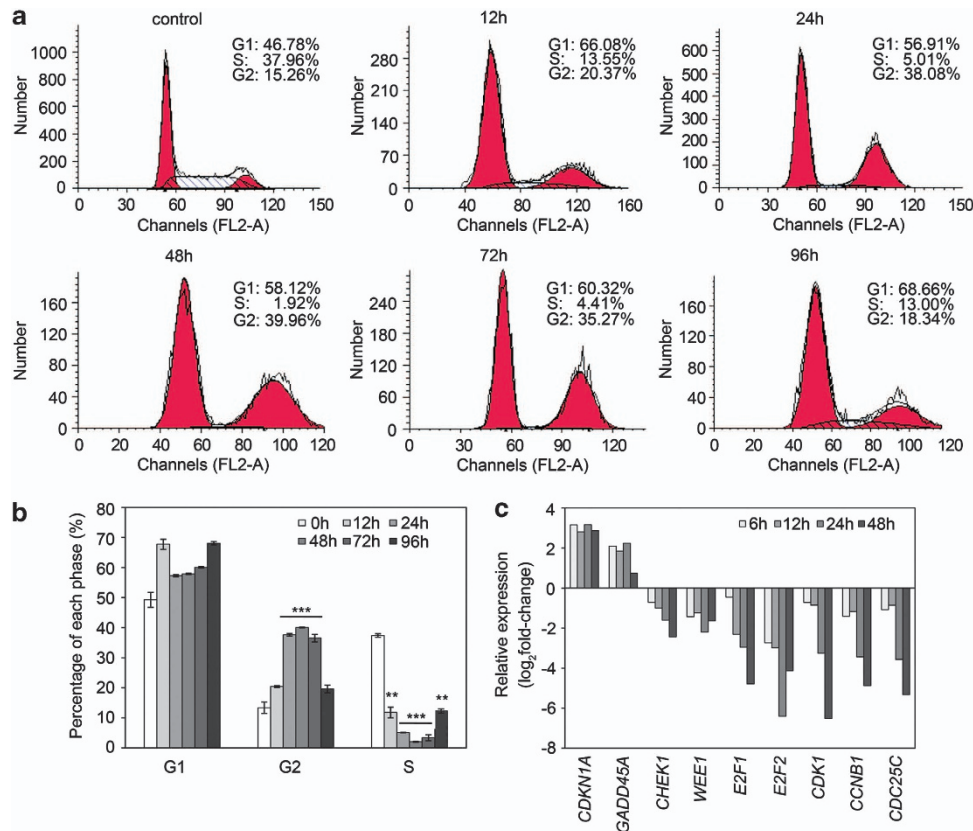 a
control
G1: 46.78%
S: 37.96%
G2: 15.26%
Number
1000
800
600
400
200
0
0 30 60 90 120 150
Channels (FL2-A)
12h
G1: 66.08%
S: 13.55%
G2: 20.37%
Number
280
210
140
70
0
40 60 80 100 120 140 160
Channels (FL2-A)
24h
G1: 56.91%
S: 5.01%
G2: 38.08%
Number
600
500
400
300
200
100
0
0 30 60 90 120 150
Channels (FL2-A)
48h
G1: 58.12%
S: 1.92%
G2: 39.96%
Number
160
120
80
40
0
20 40 60 80 100 120
Channels (FL2-A)
72h
G1: 60.32%
S: 4.41%
G2: 35.27%
Number
240
180
120
60
0
0 30 60 90 120
Channels (FL2-A)
96h
G1: 68.66%
S: 13.00%
G2: 18.34%
Number
160
120
80
40
0
20 40 60 80 100 120
Channels (FL2-A)
b
Percentage of each phase (%)
80
70
60
50
40
30
20
10
0
0h 12h 24h
48h 72h 96h
***
**
***
**
G1 G2 S
c
Relative expression
(log2fold-change)
4
2
0
-2
-4
-6
-8
6h 12h 24h 48h
CDKN1A
GADD45A
CHEK1
WEE1
E2F1
E2F2
CDK1
CCNB1
CDC25C